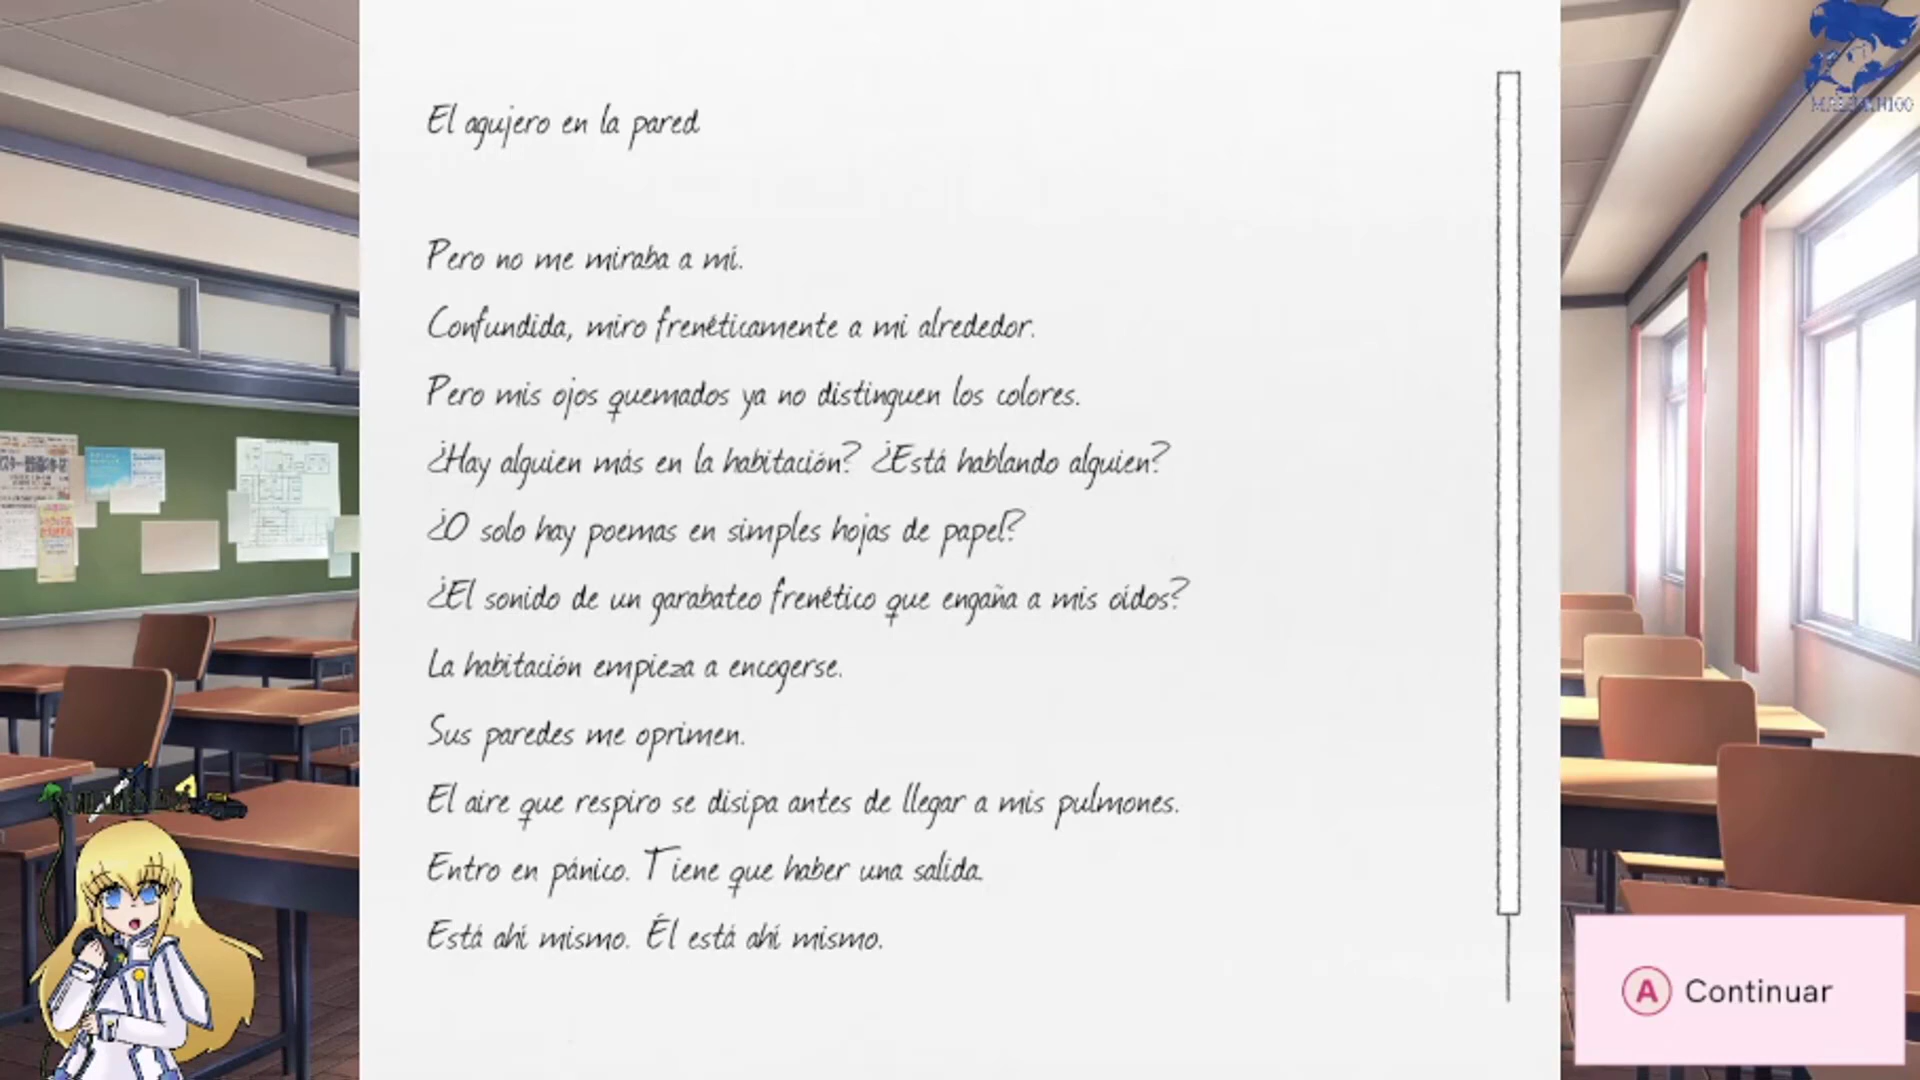 El agujero en la pared
Pero no me miraba a mí.
Confundida, miro frenéticamente a mi alrededor.
Pero mis ojos quemados ya no distinguen los colores.
¿Hay alguien más en la habitación? ¿Está hablando alguien?
¿O solo hay poemas en simples hojas de papel?
¿El sonido de un garabateo frenético que engaña a mis oídos?
La habitación empieza a encogerse.
Sus paredes me oprimen.
El aire que respiro se disipa antes de llegar a mis pulmones.
Entro en pánico. Tiene que haber una salida.
Está ahí mismo. Él está ahí mismo.
A Continuar